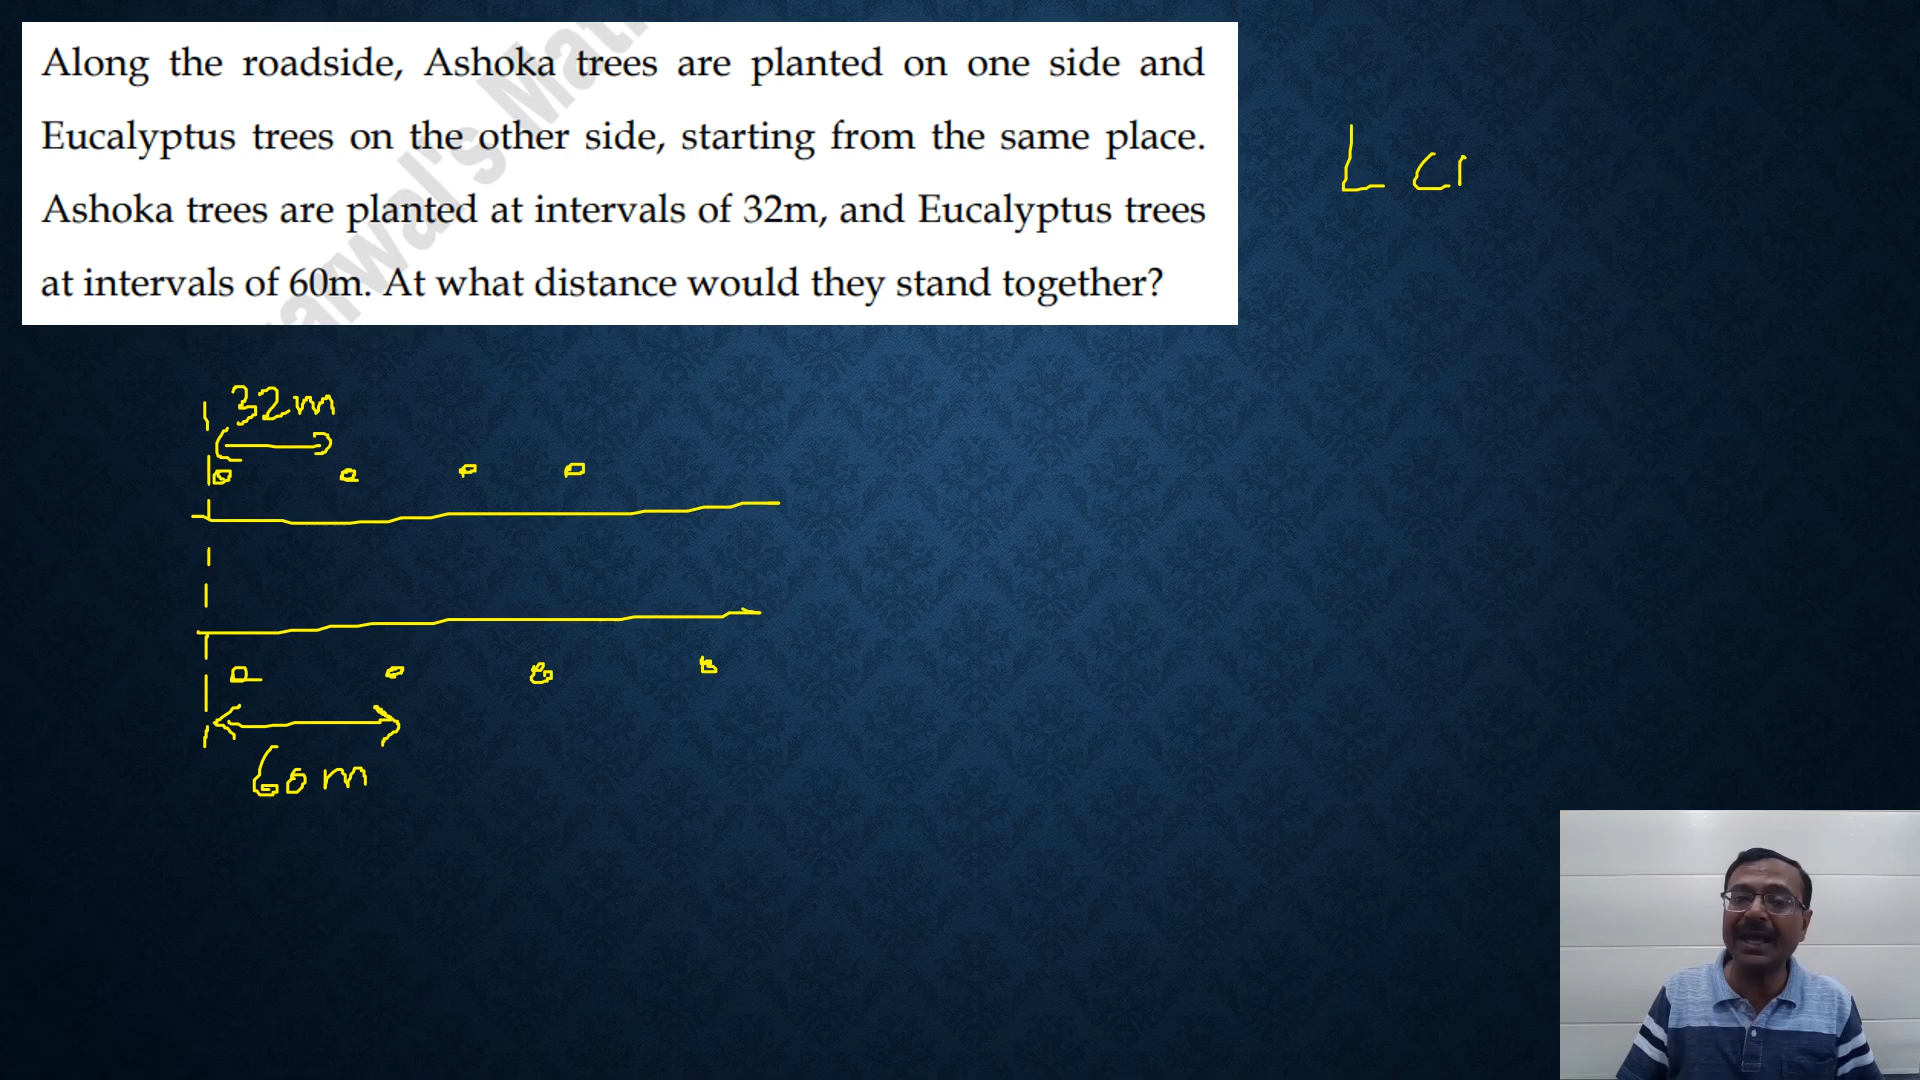 Along the roadside, Ashoka trees are planted on one side and
Eucalyptus trees on the other side, starting from the same place.
Ashoka trees are planted at intervals of 32m, and Eucalyptus trees
at intervals of 60m. At what distance would they stand together?
LC
32m
60m